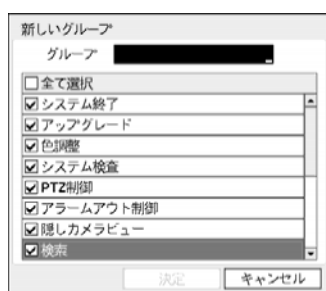 新しいグループ
グループ
全て選択
システム終了
アップグレード
色調整
システム検査
PTZ制御
アラームアウト制御
隠しカメラビュー
検索
決定 キャンセル